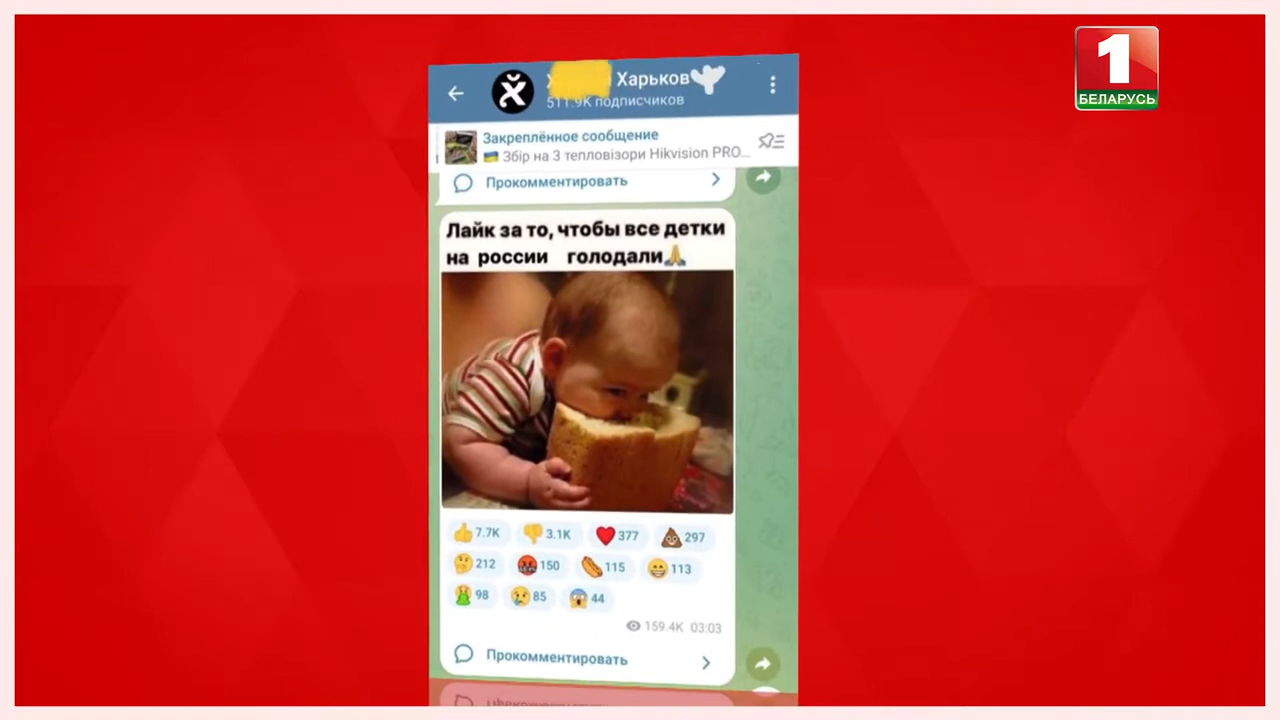 1
БЕЛАРУСЬ
Харьков
511.9K подписчиков
Закреплённое сообщение
Збір на 3 тепловізори Hikvision PRO...
Прокомментировать
Лайк за то, чтобы все детки
на россии голодали
7.7K 3.1K 377 297
212 150 115 113
98 85 44
159.4K 03:03
Прокомментировать